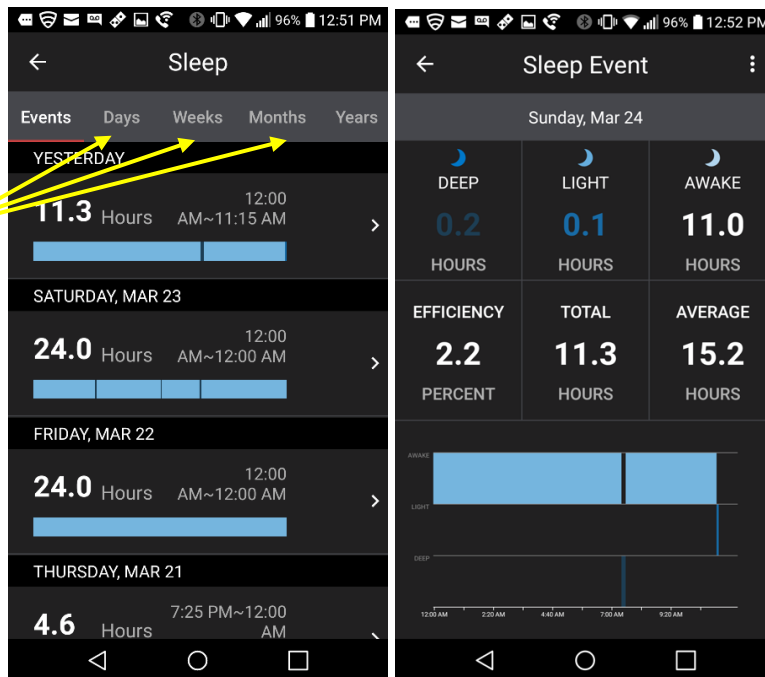 96% 12:51 PM
Sleep
Events Days Weeks Months Years
YESTERDAY
11.3 Hours 12:00 AM~11:15 AM
SATURDAY, MAR 23
24.0 Hours 12:00 AM~12:00 AM
FRIDAY, MAR 22
24.0 Hours 12:00 AM~12:00 AM
THURSDAY, MAR 21
4.6 Hours 7:25 PM~12:00 AM
96% 12:52 PM
Sleep Event
Sunday, Mar 24
DEEP LIGHT AWAKE
0.2 0.1 11.0
HOURS HOURS HOURS
EFFICIENCY TOTAL AVERAGE
2.2 11.3 15.2
PERCENT HOURS HOURS
AWAKE
LIGHT
DEEP
12:00 AM 2:20 AM 4:40 AM 7:00 AM 9:20 AM